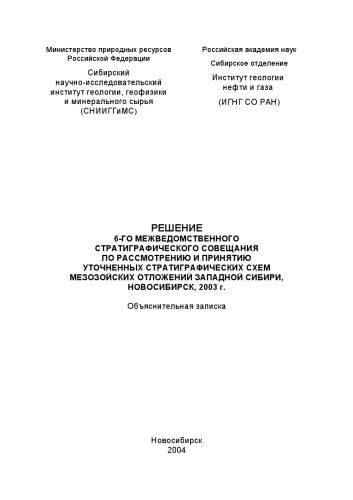 Министерство природных ресурсов
Российской Федерации
Сибирский
научно-исследовательский
институт геологии, геофизики
и минерального сырья
(СНИИГГиМС)
Российская академия наук
Сибирское отделение
Институт геологии
нефти и газа
(ИГНГ СО РАН)
РЕШЕНИЕ
6-ГО МЕЖВЕДОМСТВЕННОГО
СТРАТИГРАФИЧЕСКОГО СОВЕЩАНИЯ
ПО РАССМОТРЕНИЮ И ПРИНЯТИЮ
УТОЧНЕННЫХ СТРАТИГРАФИЧЕСКИХ СХЕМ
МЕЗОЗОЙСКИХ ОТЛОЖЕНИЙ ЗАПАДНОЙ СИБИРИ,
НОВОСИБИРСК, 2003 г.
Объяснительная записка
Новосибирск
2004